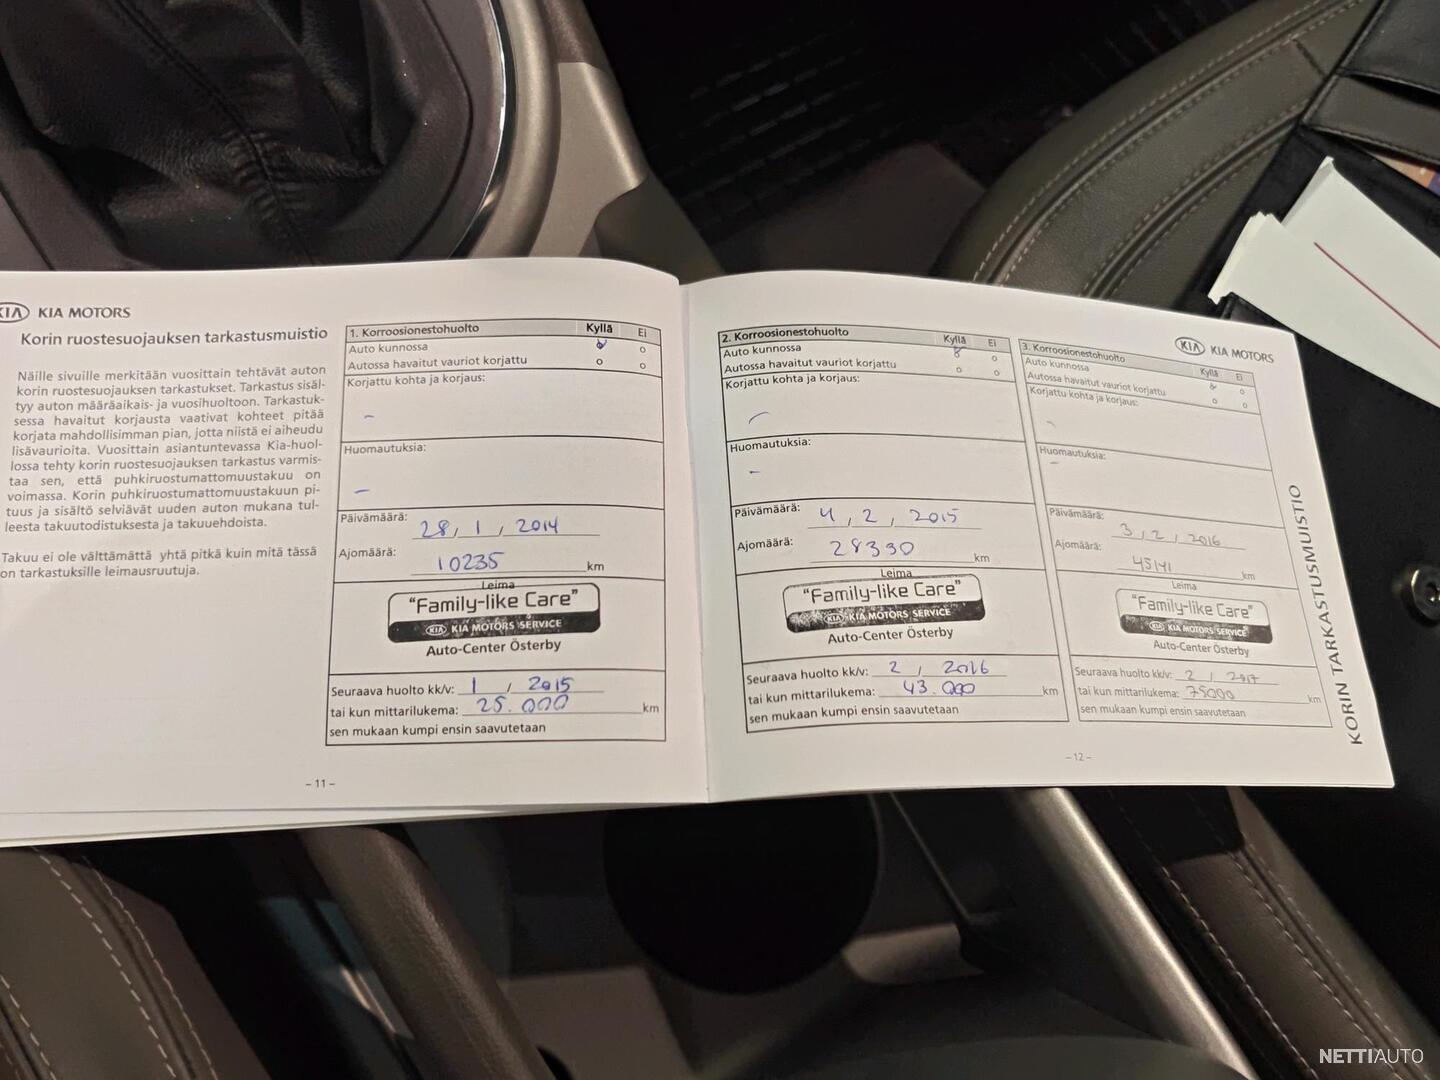 KIA KIA MOTORS
Korin ruostesuojauksen tarkastusmuistio
Näille sivuille merkitään vuosittain tehtävät auton
korin ruostesuojauksen tarkastukset. Tarkastus sisäl-
tyy auton määräaikais- ja vuosihuoltoon. Tarkastuk-
sessa havaitut korjausta vaativat kohteet pitää
korjata mahdollisimman pian, jotta niistä ei aiheudu
lisävaurioita. Vuosittain asiantuntevassa Kia-huol-
lossa tehty korin ruostesuojauksen tarkastus varmis-
taa sen, että puhkiruostumattomuustakuu on
voimassa. Korin puhkiruostumattomuustakuun pi-
tuus ja sisältö selviävät uuden auton mukana tul-
leesta takuutodistuksesta ja takuuehdoista.
Takuu ei ole välttämättä yhtä pitkä kuin mitä tässä
on tarkastuksille leimausruutuja.
1. Korroosionestohuolto Kyllä Ei
Auto kunnossa
Autossa havaitut vauriot korjattu
Korjattu kohta ja korjaus:
–
Huomautuksia:
–
Päivämäärä: 28, 1, 2014
Ajomäärä: 10235 km
Leima
"Family-like Care"
KIA KIA MOTORS SERVICE
Auto-Center Österby
Seuraava huolto kk/v: 1, 2015
tai kun mittarilukema: 25.000 km
sen mukaan kumpi ensin saavutetaan
– 11 –
2. Korroosionestohuolto Kyllä Ei
Auto kunnossa
Autossa havaitut vauriot korjattu
Korjattu kohta ja korjaus:
–
Huomautuksia:
–
Päivämäärä: 4, 2, 2015
Ajomäärä: 28330 km
Leima
"Family-like Care"
KIA KIA MOTORS SERVICE
Auto-Center Österby
Seuraava huolto kk/v: 2, 2016
tai kun mittarilukema: 43.000 km
sen mukaan kumpi ensin saavutetaan
KIA KIA MOTORS
3. Korroosionestohuolto Kyllä Ei
Auto kunnossa
Autossa havaitut vauriot korjattu
Korjattu kohta ja korjaus:
–
Huomautuksia:
–
Päivämäärä: 3, 2, 2016
Ajomäärä: 45141 km
Leima
"Family-like Care"
KIA KIA MOTORS SERVICE
Auto-Center Österby
Seuraava huolto kk/v: 2, 2017
tai kun mittarilukema: 75000 km
sen mukaan kumpi ensin saavutetaan
– 12 –
KORIN TARKASTUSMUISTIO
NETTIAUTO